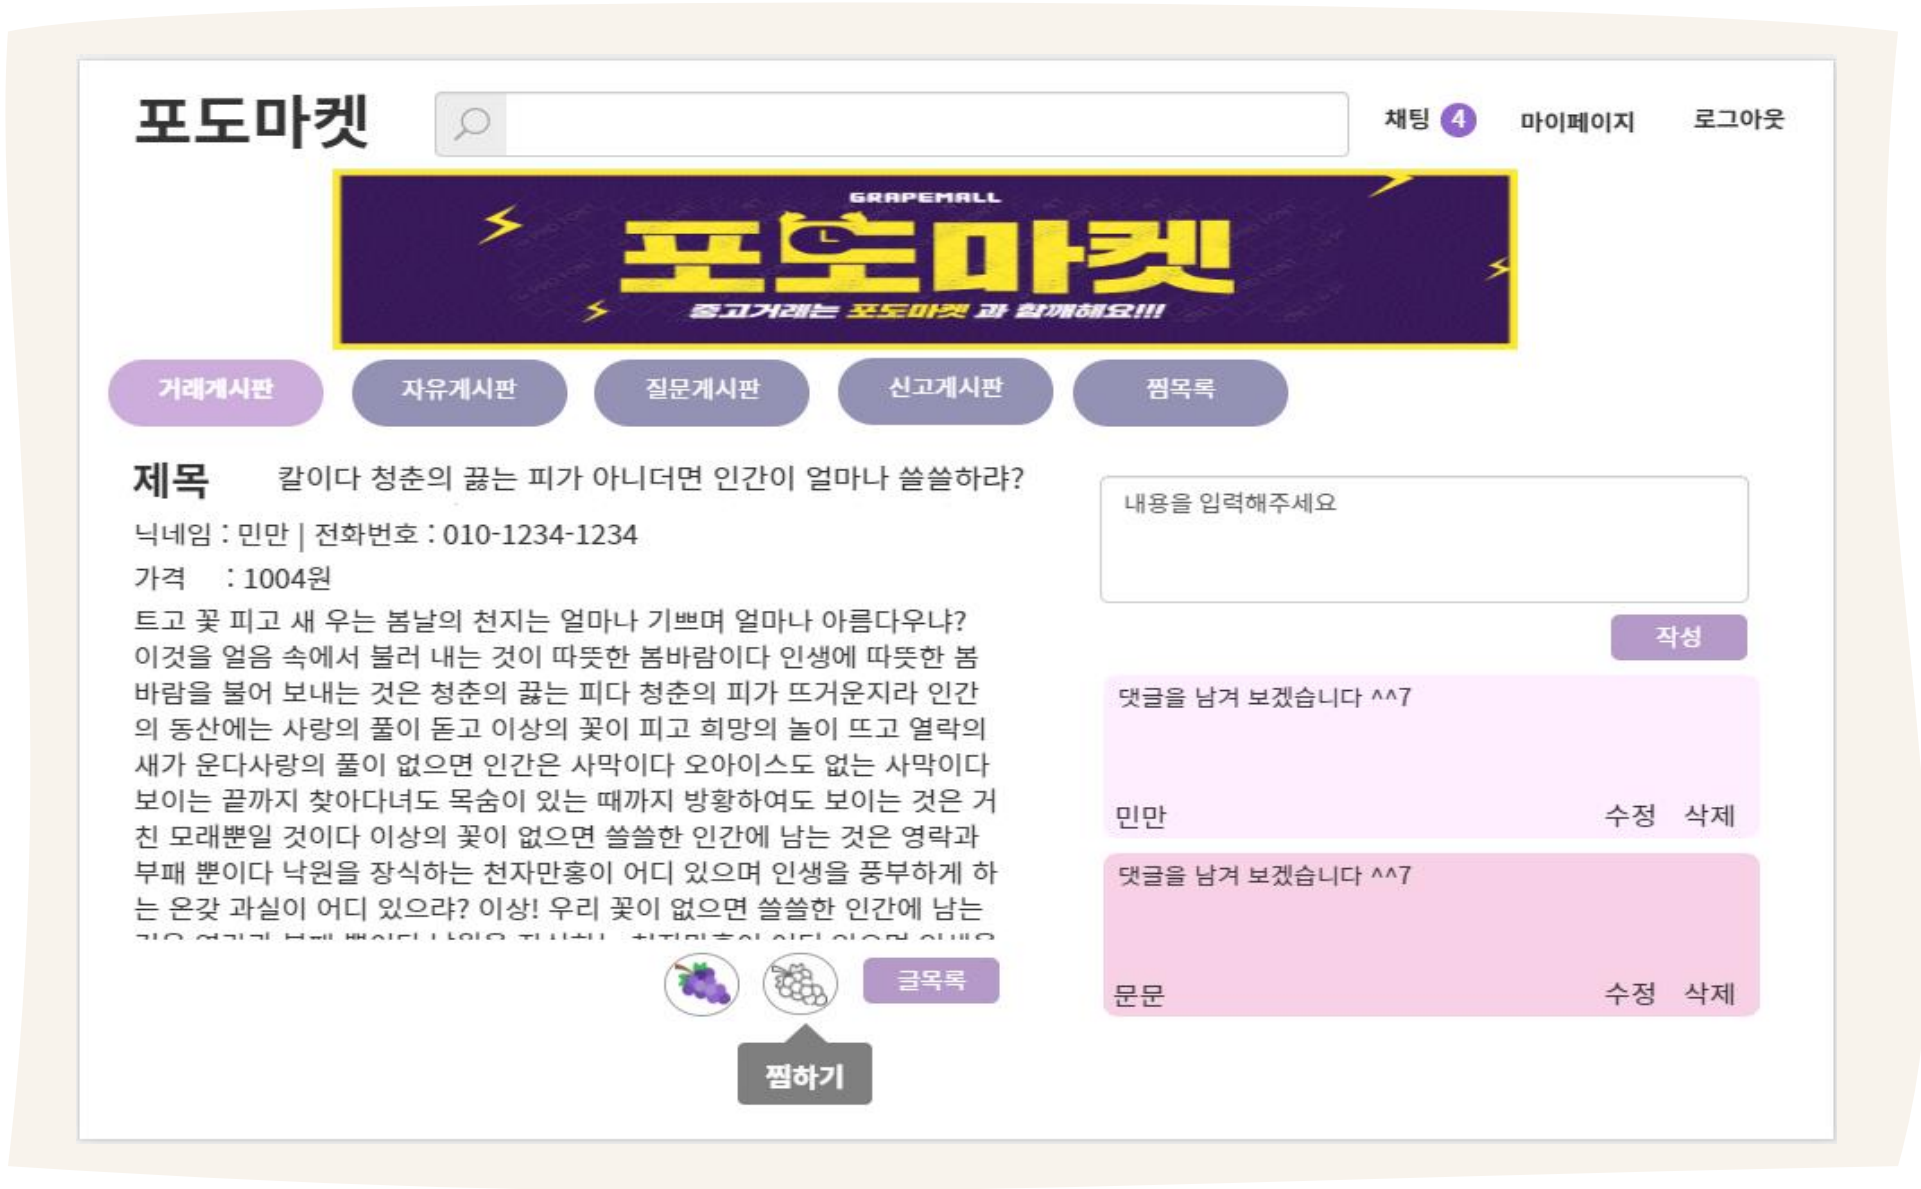 포도마켓
채팅 4 마이페이지 로그아웃
GRAPEMALL
포도마켓
중고거래는 포도마켓 과 함께해요!!!
거래게시판 자유게시판 질문게시판 신고게시판 찜목록
제목 칼이다 청춘의 끓는 피가 아니더면 인간이 얼마나 쓸쓸하랴?
닉네임 : 민만 | 전화번호 : 010-1234-1234
가격 : 1004원
트고 꽃 피고 새 우는 봄날의 천지는 얼마나 기쁘며 얼마나 아름다우냐?
이것을 얼음 속에서 불러 내는 것이 따뜻한 봄바람이다 인생에 따뜻한 봄
바람을 불어 보내는 것은 청춘의 끓는 피다 청춘의 피가 뜨거운지라 인간
의 동산에는 사랑의 풀이 돋고 이상의 꽃이 피고 희망의 놀이 뜨고 열락의
새가 운다사랑의 풀이 없으면 인간은 사막이다 오아이스도 없는 사막이다
보이는 끝까지 찾아다녀도 목숨이 있는 때까지 방황하여도 보이는 것은 거
친 모래뿐일 것이다 이상의 꽃이 없으면 쓸쓸한 인간에 남는 것은 영락과
부패 뿐이다 낙원을 장식하는 천자만홍이 어디 있으며 인생을 풍부하게 하
는 온갖 과실이 어디 있으랴? 이상! 우리 꽃이 없으면 쓸쓸한 인간에 남는
글목록
찜하기
내용을 입력해주세요
작성
댓글을 남겨 보겠습니다 ^^7
민만 수정 삭제
댓글을 남겨 보겠습니다 ^^7
문문 수정 삭제